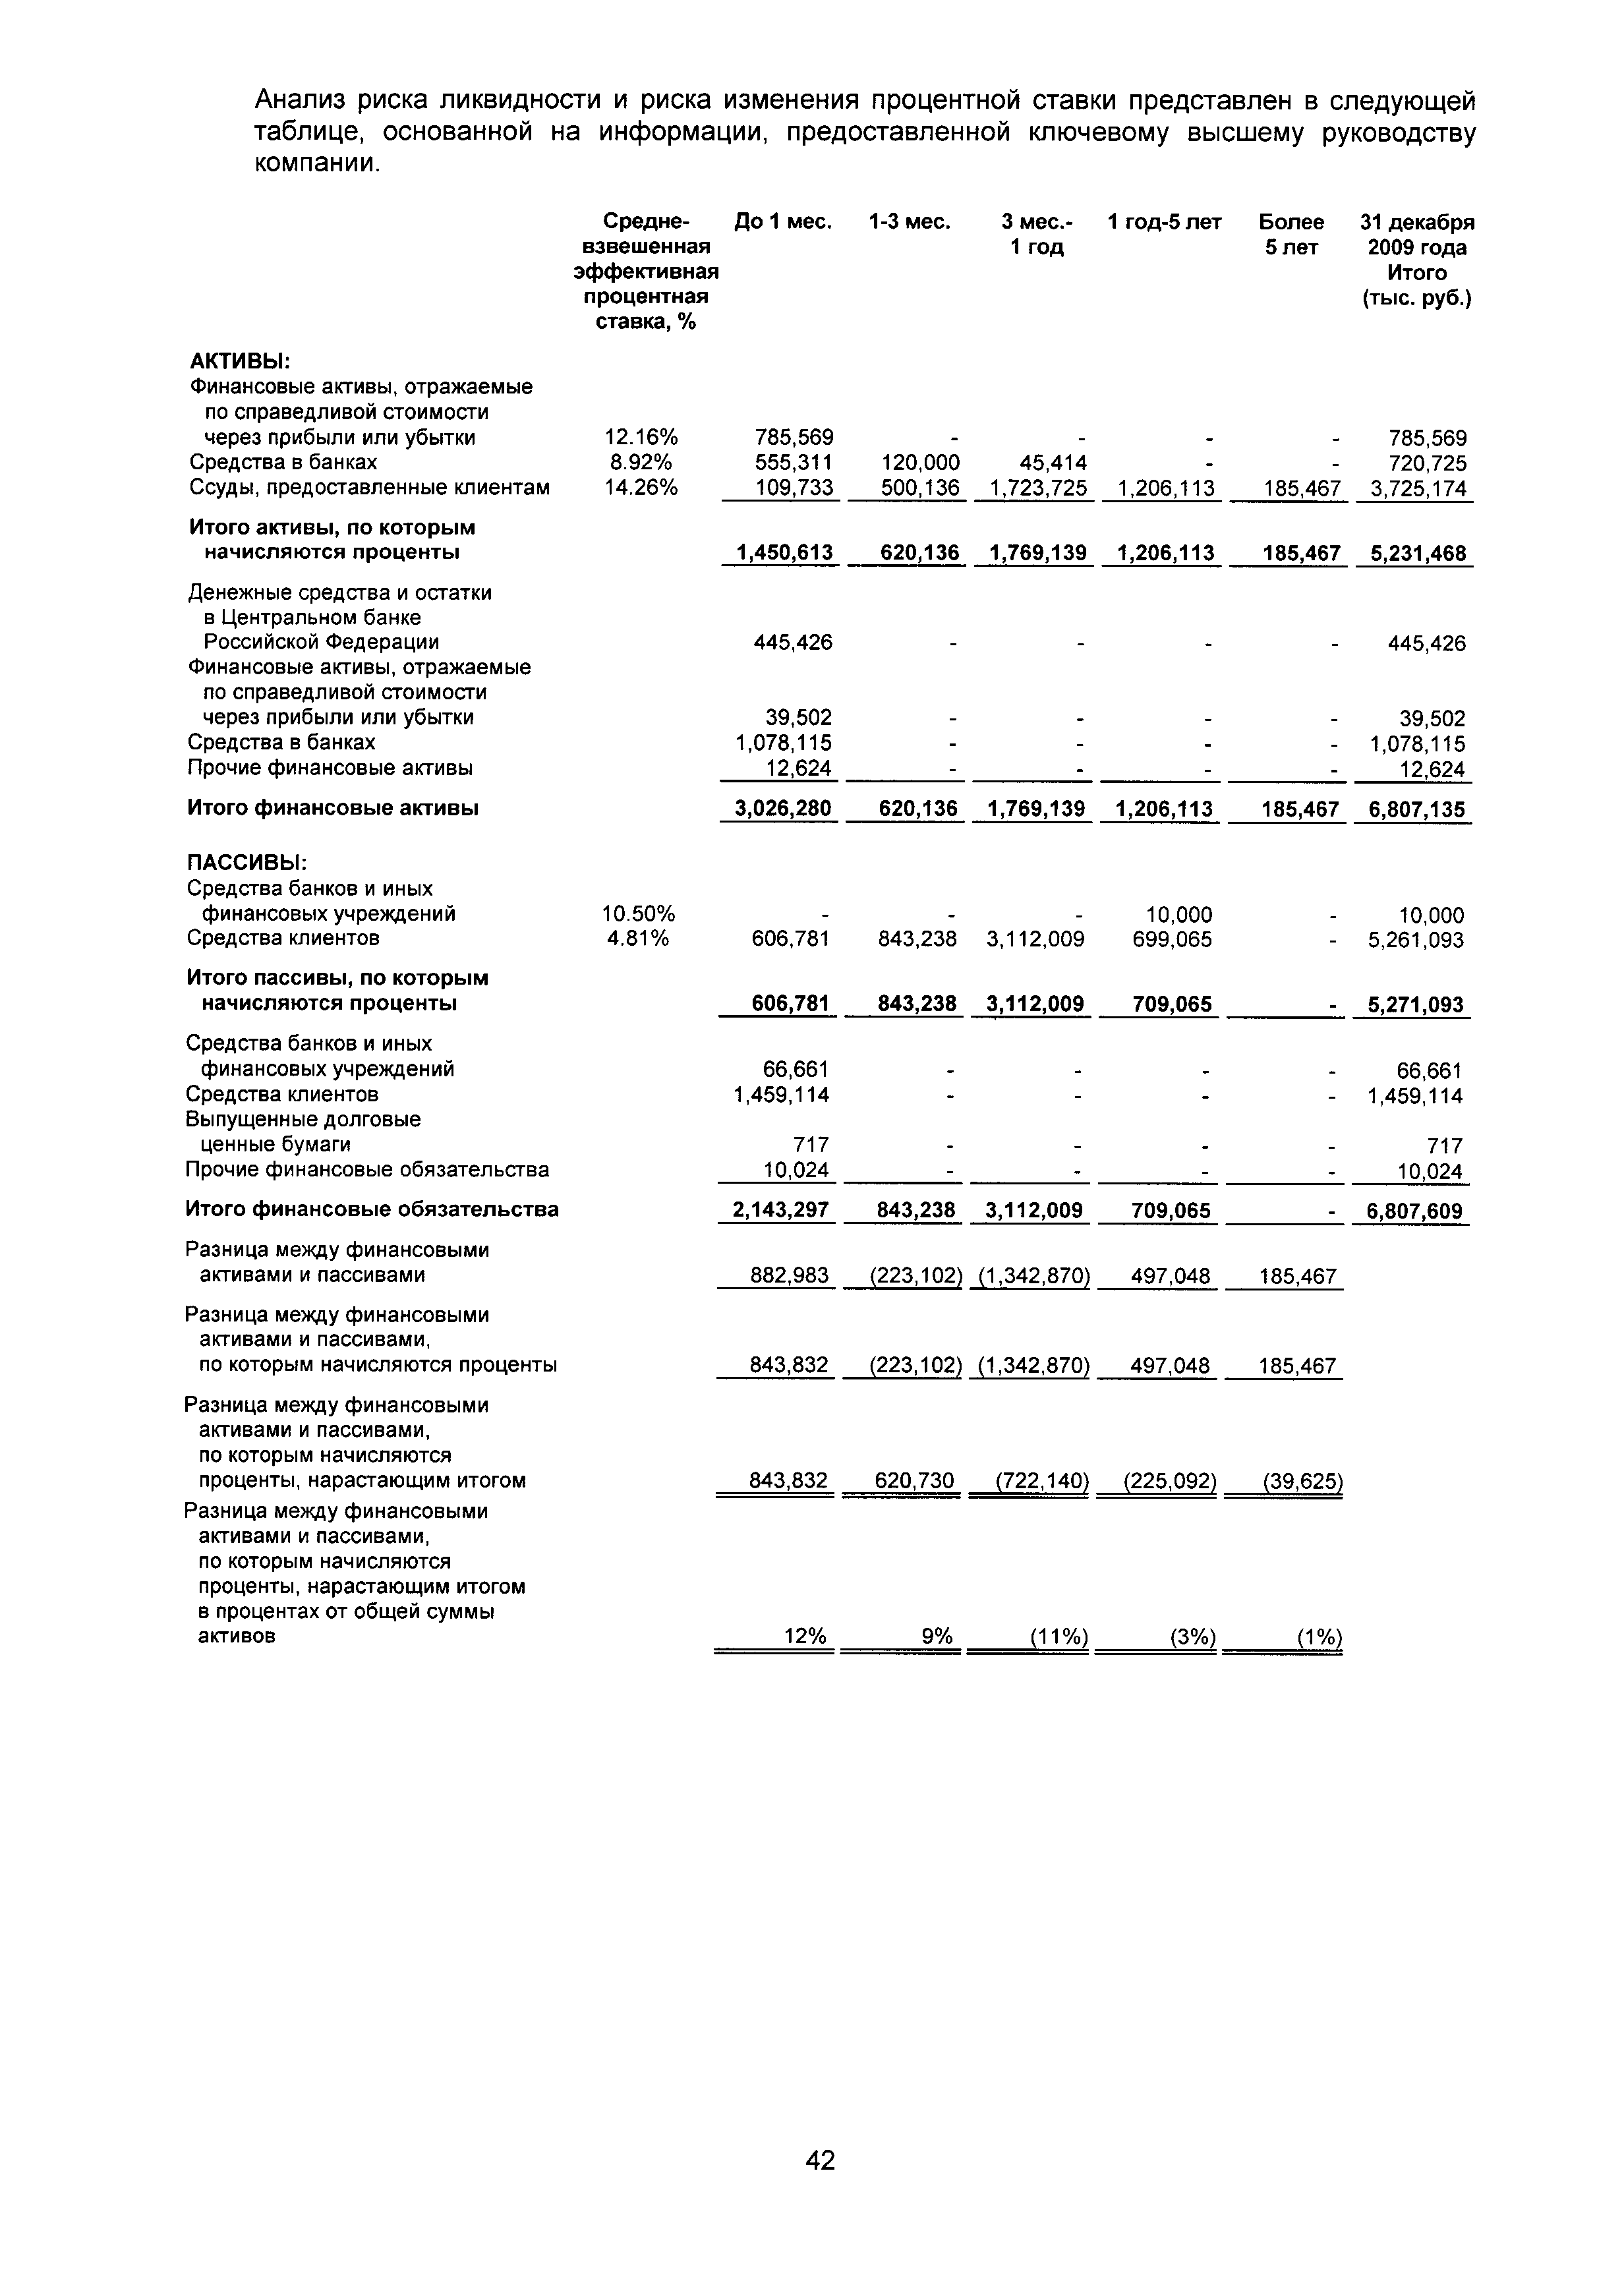 Анализ риска ликвидности и риска изменения процентной ставки представлен в следующей
таблице, основанной на информации, предоставленной ключевому высшему руководству
компании.
Средне- До 1 мес. 1-3 мес. 3 мес.- 1 год-5 лет Более 31 декабря
взвешенная 1 год 5 лет 2009 года
эффективная Итого
процентная (тыс. руб.)
ставка, %
АКТИВЫ:
Финансовые активы, отражаемые
по справедливой стоимости
через прибыли или убытки 12.16% 785,569 - - - - 785,569
Средства в банках 8.92% 555,311 120,000 45,414 - - 720,725
Ссуды, предоставленные клиентам 14.26% 109,733 500,136 1,723,725 1,206,113 185,467 3,725,174
Итого активы, по которым
начисляются проценты 1,450,613 620,136 1,769,139 1,206,113 185,467 5,231,468
Денежные средства и остатки
в Центральном банке
Российской Федерации 445,426 - - - - 445,426
Финансовые активы, отражаемые
по справедливой стоимости
через прибыли или убытки 39,502 - - - - 39,502
Средства в банках 1,078,115 - - - - 1,078,115
Прочие финансовые активы 12,624 - - - - 12,624
Итого финансовые активы 3,026,280 620,136 1,769,139 1,206,113 185,467 6,807,135
ПАССИВЫ:
Средства банков и иных
финансовых учреждений 10.50% - - - 10,000 - 10,000
Средства клиентов 4.81% 606,781 843,238 3,112,009 699,065 - 5,261,093
Итого пассивы, по которым
начисляются проценты 606,781 843,238 3,112,009 709,065 - 5,271,093
Средства банков и иных
финансовых учреждений 66,661 - - - - 66,661
Средства клиентов 1,459,114 - - - - 1,459,114
Выпущенные долговые
ценные бумаги 717 - - - - 717
Прочие финансовые обязательства 10,024 - - - - 10,024
Итого финансовые обязательства 2,143,297 843,238 3,112,009 709,065 - 6,807,609
Разница между финансовыми
активами и пассивами 882,983 (223,102) (1,342,870) 497,048 185,467
Разница между финансовыми
активами и пассивами,
по которым начисляются проценты 843,832 (223,102) (1,342,870) 497,048 185,467
Разница между финансовыми
активами и пассивами,
по которым начисляются
проценты, нарастающим итогом 843,832 620,730 (722,140) (225,092) (39,625)
Разница между финансовыми
активами и пассивами,
по которым начисляются
проценты, нарастающим итогом
в процентах от общей суммы
активов 12% 9% (11%) (3%) (1%)
42